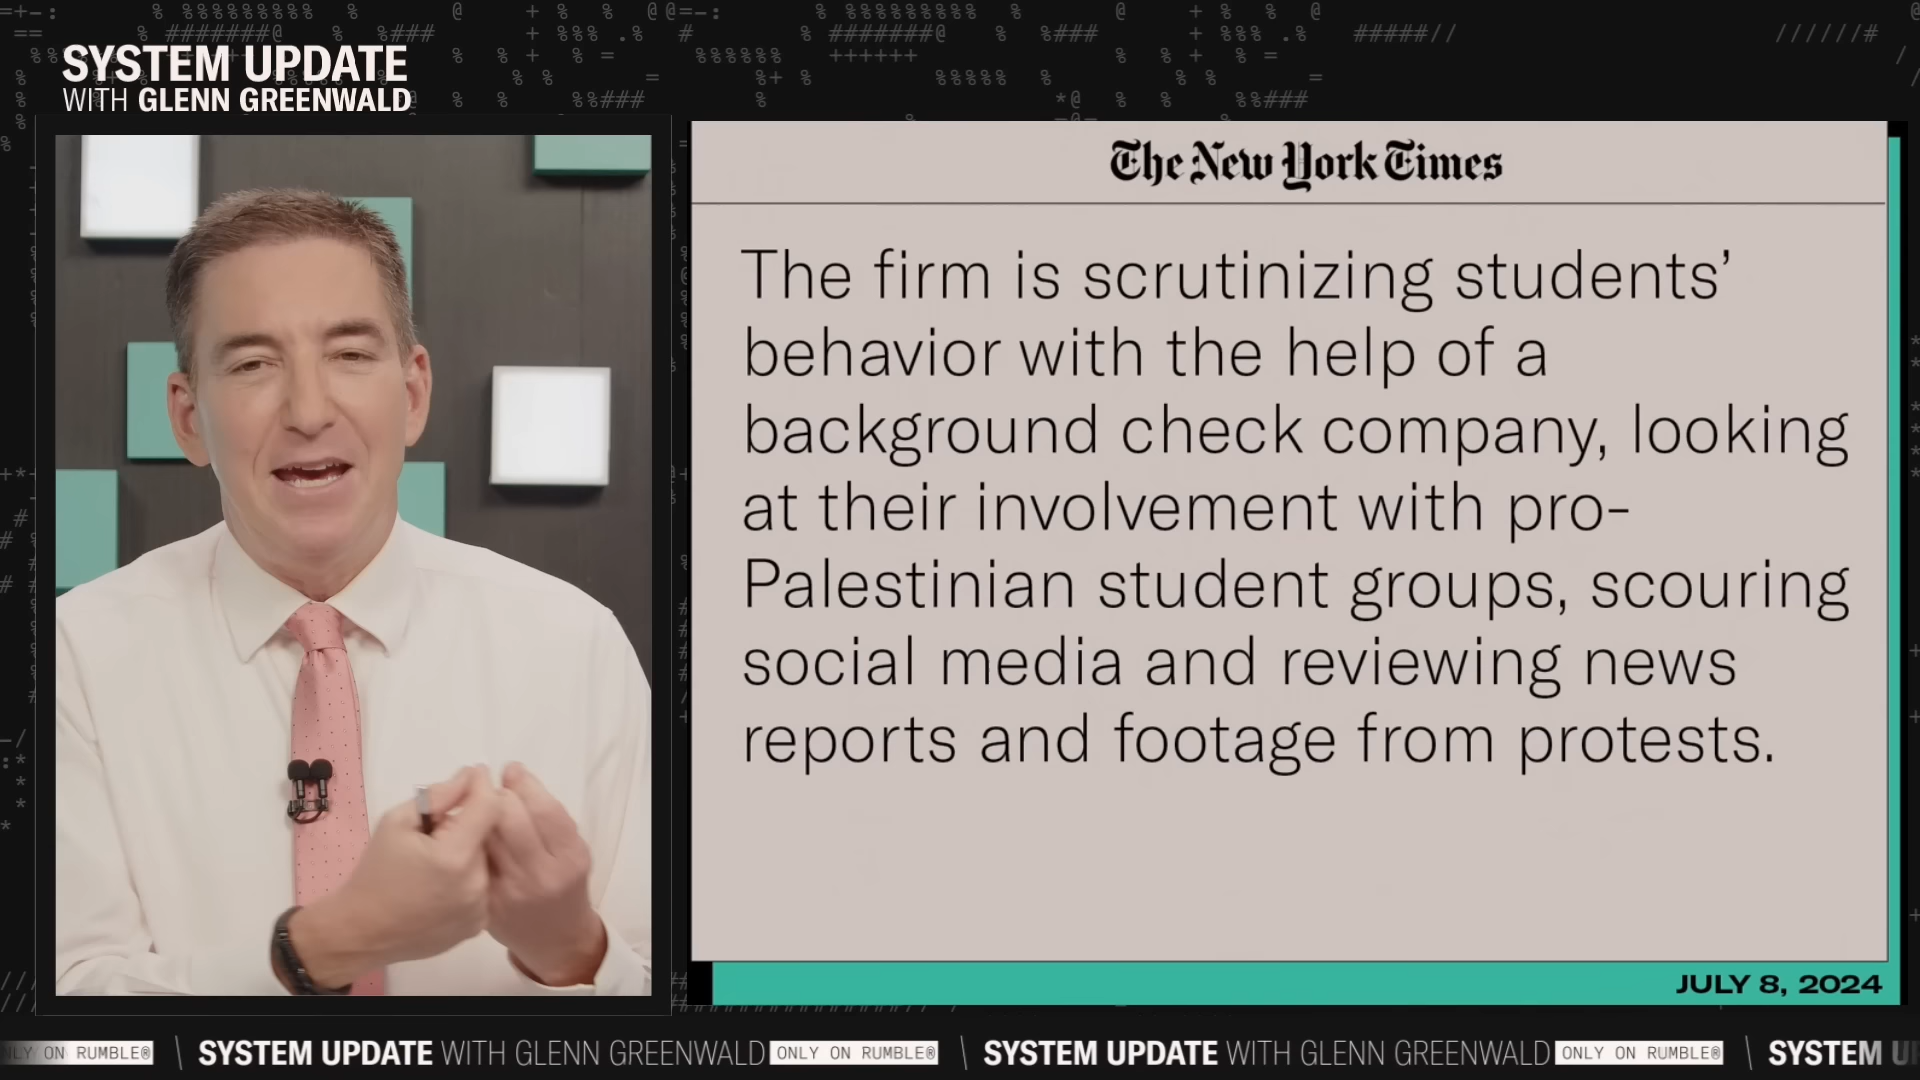 SYSTEM UPDATE
WITH GLENN GREENWALD
The New York Times
The firm is scrutinizing students’
behavior with the help of a
background check company, looking
at their involvement with pro-
Palestinian student groups, scouring
social media and reviewing news
reports and footage from protests.
JULY 8, 2024
NLY ON RUMBLE® \ SYSTEM UPDATE WITH GLENN GREENWALD ONLY ON RUMBLE® \ SYSTEM UPDATE WITH GLENN GREENWALD ONLY ON RUMBLE® \ SYSTEM U